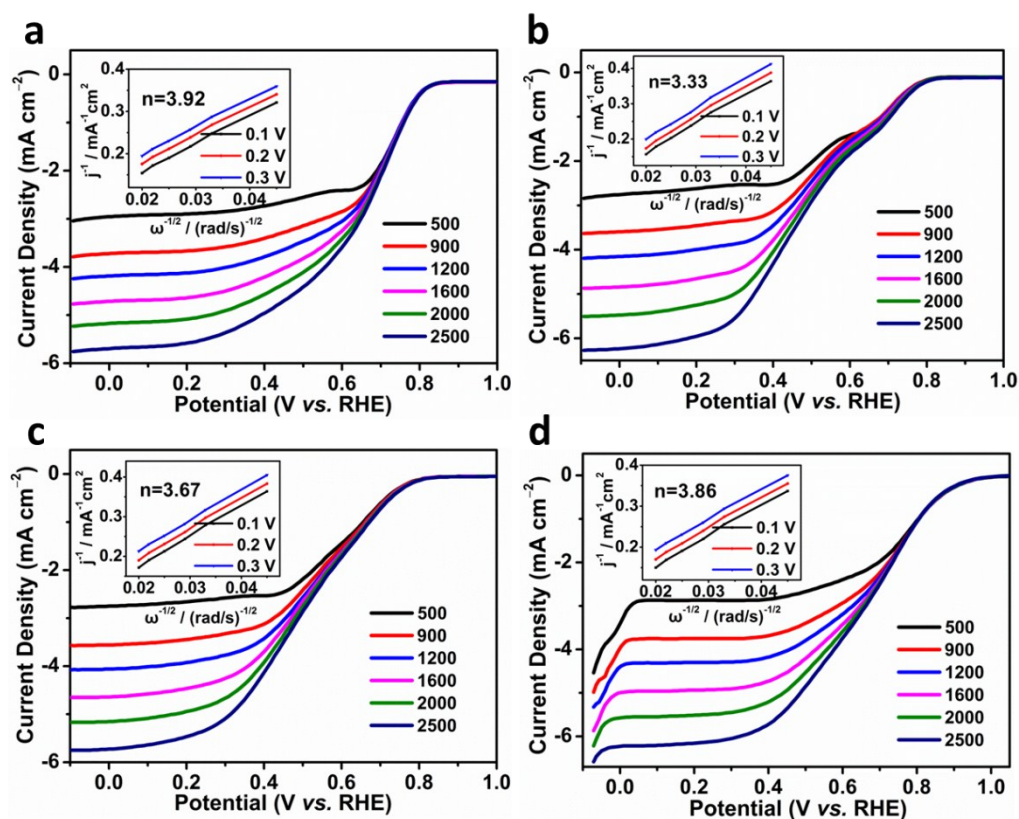 a
0
-2
-4
-6
Current Density (mA cm⁻²)
0.0 0.2 0.4 0.6 0.8 1.0
Potential (V vs. RHE)
0.4
0.3
0.2
j⁻¹ / mA⁻¹cm²
n=3.92
0.1 V
0.2 V
0.3 V
0.02 0.03 0.04
ω⁻¹/² / (rad/s)⁻¹/²
500
900
1200
1600
2000
2500
b
0
-2
-4
-6
Current Density (mA cm⁻²)
0.0 0.2 0.4 0.6 0.8 1.0
Potential (V vs. RHE)
0.4
0.3
0.2
j⁻¹ / mA⁻¹cm²
n=3.33
0.1 V
0.2 V
0.3 V
0.02 0.03 0.04
ω⁻¹/² / (rad/s)⁻¹/²
500
900
1200
1600
2000
2500
c
0
-2
-4
-6
Current Density (mA cm⁻²)
0.0 0.2 0.4 0.6 0.8 1.0
Potential (V vs. RHE)
0.4
0.3
0.2
j⁻¹ / mA⁻¹cm²
n=3.67
0.1 V
0.2 V
0.3 V
0.02 0.03 0.04
ω⁻¹/² / (rad/s)⁻¹/²
500
900
1200
1600
2000
2500
d
0
-2
-4
-6
Current Density (mA cm⁻²)
0.0 0.2 0.4 0.6 0.8 1.0
Potential (V vs. RHE)
0.4
0.3
0.2
j⁻¹ / mA⁻¹cm²
n=3.86
0.1 V
0.2 V
0.3 V
0.02 0.03 0.04
ω⁻¹/² / (rad/s)⁻¹/²
500
900
1200
1600
2000
2500